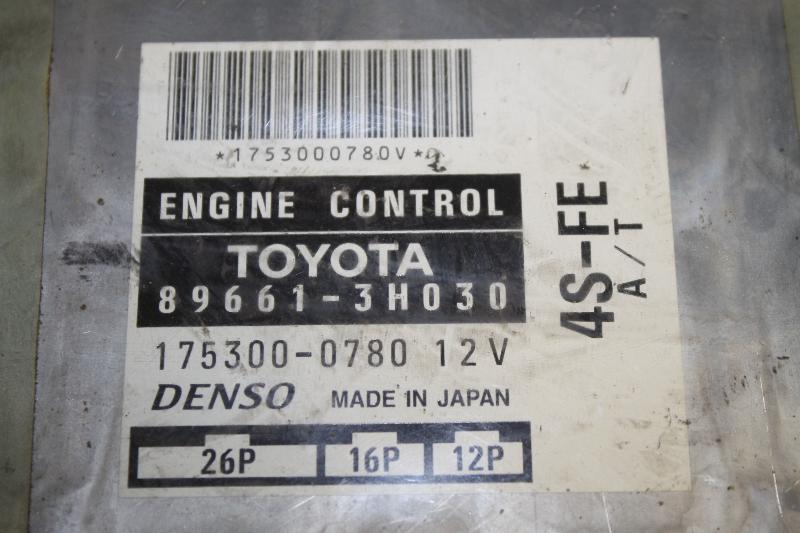 *1753000780V*
ENGINE CONTROL
TOYOTA
89661-3H030
175300-0780 12V
DENSO MADE IN JAPAN
26P 16P 12P
4S-FE
A/T